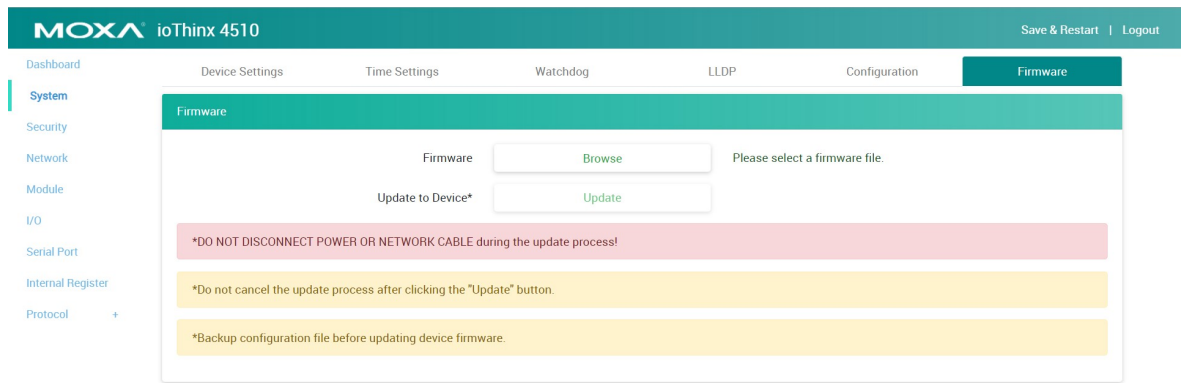 MOXA ioThinx 4510 Save & Restart | Logout
Dashboard
Device Settings Time Settings Watchdog LLDP Configuration Firmware
System
Firmware
Security
Network
Firmware Browse Please select a firmware file.
Module
Update to Device* Update
I/O
*DO NOT DISCONNECT POWER OR NETWORK CABLE during the update process!
Serial Port
Internal Register
*Do not cancel the update process after clicking the "Update" button.
Protocol +
*Backup configuration file before updating device firmware.